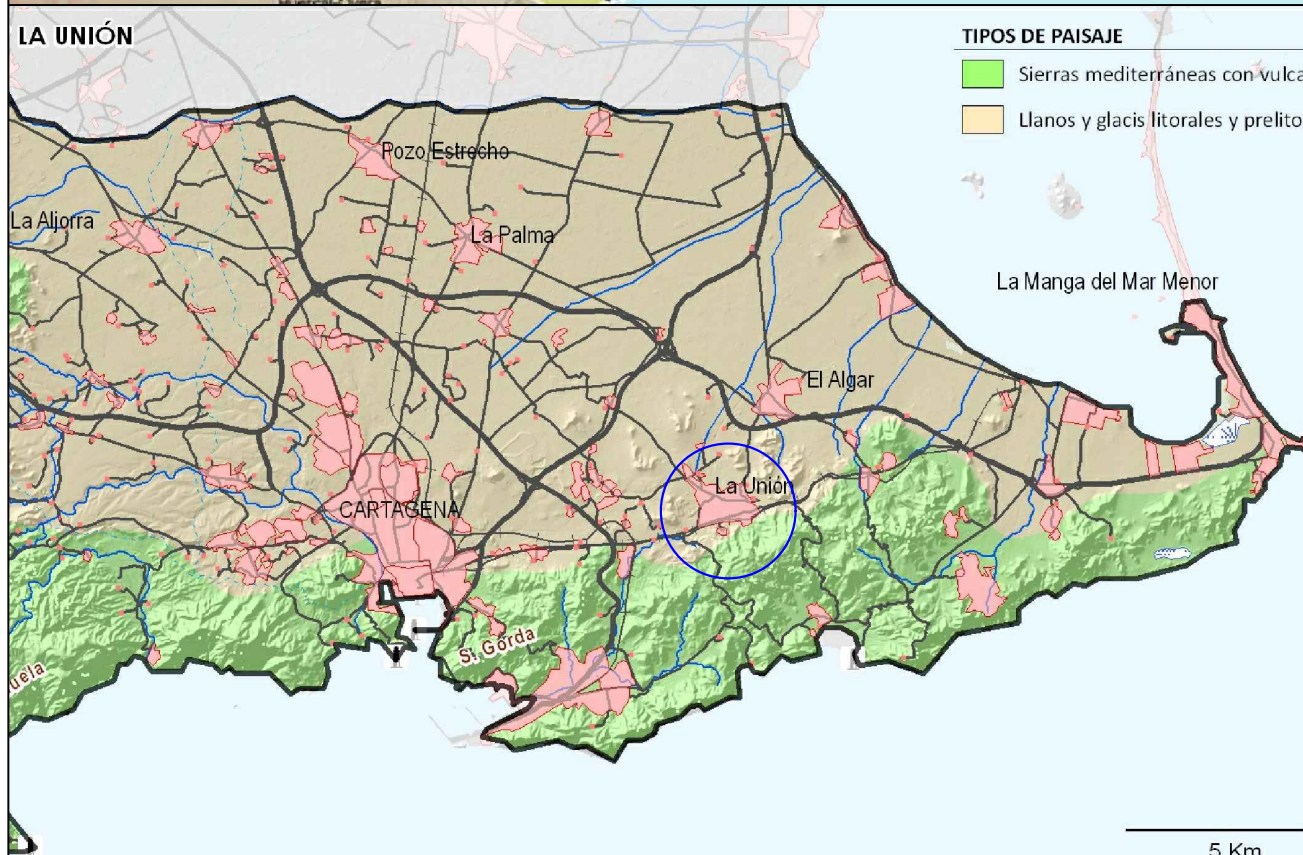 LA UNIÓN
TIPOS DE PAISAJE
Sierras mediterráneas con vulca
Llanos y glacis litorales y prelito
Pozo Estrecho
La Aljorra
La Palma
La Manga del Mar Menor
El Algar
La Unión
CARTAGENA
S. Gorda
uela
5 Km